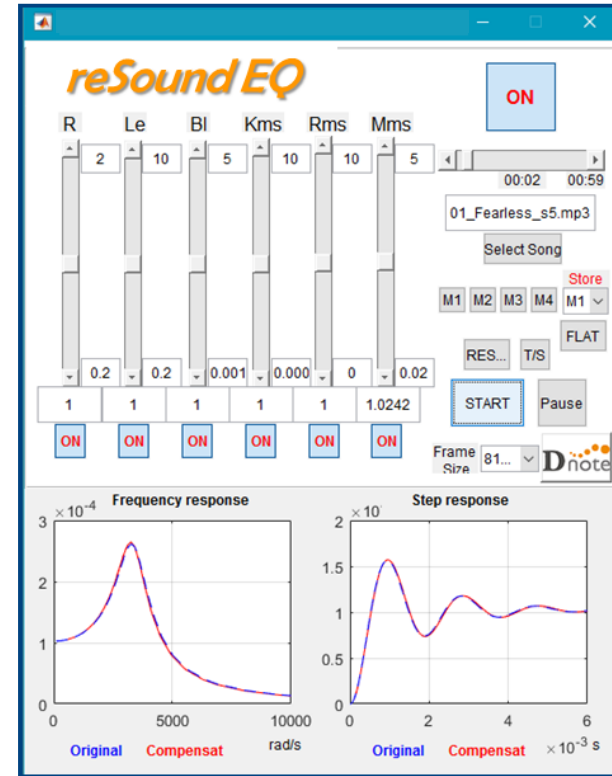 reSound EQ
ON
R Le Bl Kms Rms Mms
2 10 5 10 10 5
00:02 00:59
01_Fearless_s5.mp3
Select Song
Store
M1 M2 M3 M4 M1
FLAT
RES... T/S
0.2 0.2 0.001 0.000 0 0.02
1 1 1 1 1 1.0242
START Pause
ON ON ON ON ON ON
Frame
Size 81... Dnote
Frequency response
×10-4
3
2
1
0
0 5000 10000
rad/s
Original Compensat
Step response
2
1.5
1
0.5
0
0 2 4 6
×10-3 s
Original Compensat